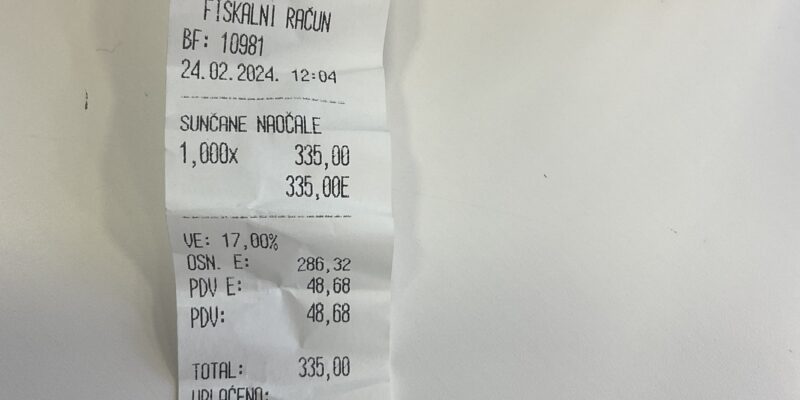 FISKALNI RAČUN
BF: 10981
24.02.2024. 12:04
SUNČANE NAOČALE
1,000x 335,00
335,00E
VE: 17,00%
OSN. E: 286,32
PDV E: 48,68
PDV: 48,68
TOTAL: 335,00
UPLAĆENO: